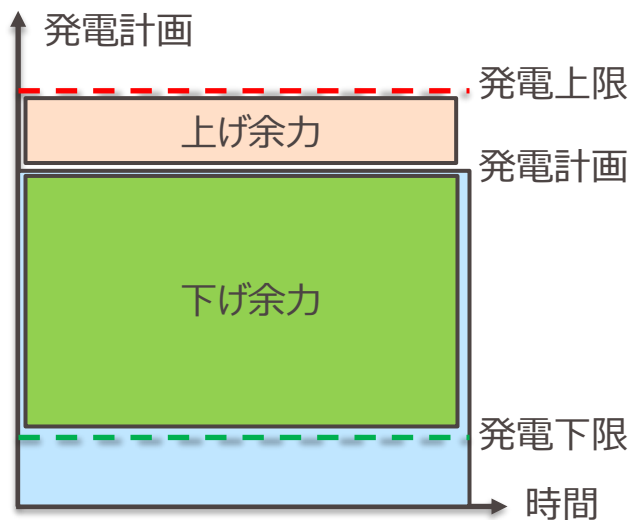 発電計画
発電上限
上げ余力
発電計画
下げ余力
発電下限
時間